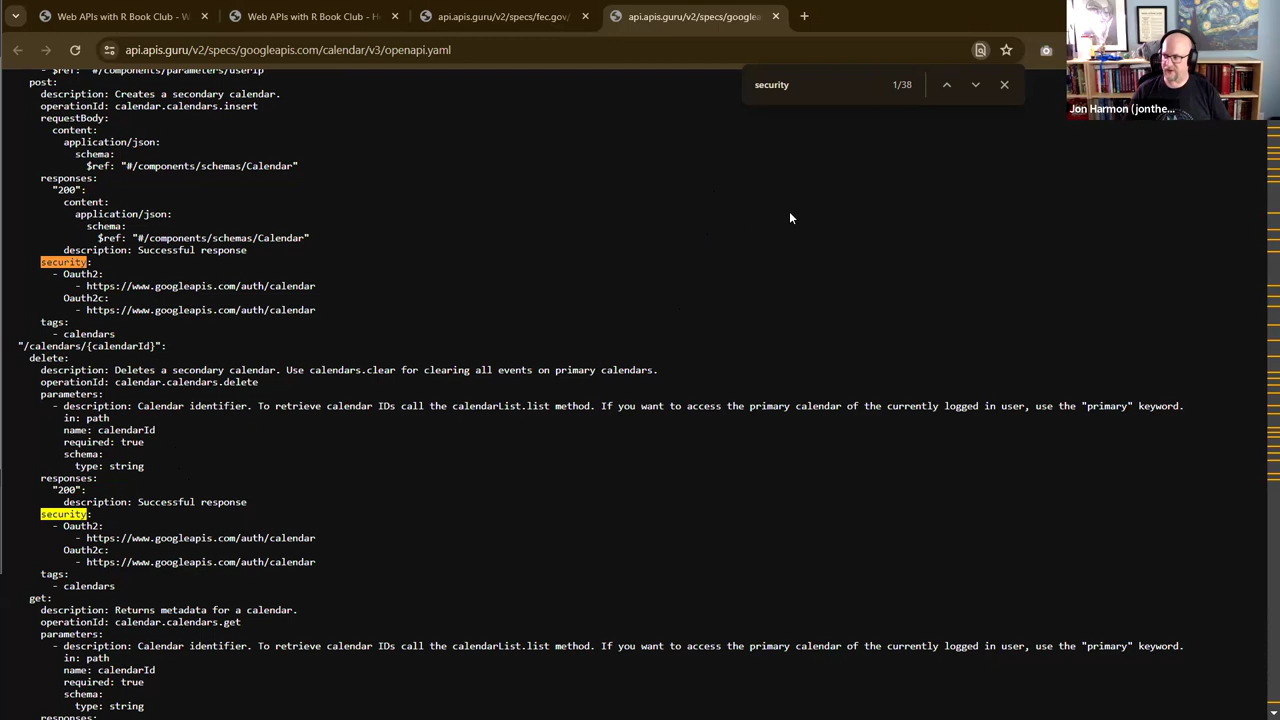 Web APIs with R Book Club - W
Web APIs with R Book Club - H
api.apis.guru/v2/specs/fec.gov/
api.apis.guru/v2/specs/google
api.apis.guru/v2/specs/googleapis.com/calendar/v3/openapi.yaml
security 1/38
Jon Harmon (jonthe...
- $ref: "#/components/parameters/userIp"
post:
description: Creates a secondary calendar.
operationId: calendar.calendars.insert
requestBody:
content:
application/json:
schema:
$ref: "#/components/schemas/Calendar"
responses:
"200":
content:
application/json:
schema:
$ref: "#/components/schemas/Calendar"
description: Successful response
security:
- Oauth2:
- https://www.googleapis.com/auth/calendar
Oauth2c:
- https://www.googleapis.com/auth/calendar
tags:
- calendars
"/calendars/{calendarId}":
delete:
description: Deletes a secondary calendar. Use calendars.clear for clearing all events on primary calendars.
operationId: calendar.calendars.delete
parameters:
- description: Calendar identifier. To retrieve calendar IDs call the calendarList.list method. If you want to access the primary calendar of the currently logged in user, use the "primary" keyword.
in: path
name: calendarId
required: true
schema:
type: string
responses:
"200":
description: Successful response
security:
- Oauth2:
- https://www.googleapis.com/auth/calendar
Oauth2c:
- https://www.googleapis.com/auth/calendar
tags:
- calendars
get:
description: Returns metadata for a calendar.
operationId: calendar.calendars.get
parameters:
- description: Calendar identifier. To retrieve calendar IDs call the calendarList.list method. If you want to access the primary calendar of the currently logged in user, use the "primary" keyword.
in: path
name: calendarId
required: true
schema:
type: string
responses: